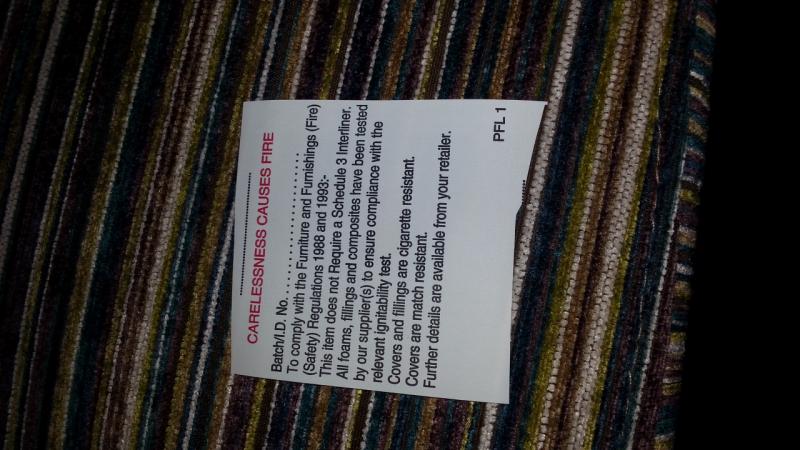 CARELESSNESS CAUSES FIRE
Batch/I.D. No. . . . . . . . . . . . . . . . . . . . . .
To comply with the Furniture and Furnishings (Fire)
(Safety) Regulations 1988 and 1993:-
This item does not Require a Schedule 3 Interliner.
All foams, fillings and composites have been tested
by our supplier(s) to ensure compliance with the
relevant ignitability test.
Covers and fillings are cigarette resistant.
Covers are match resistant.
Further details are available from your retailer.
PFL 1